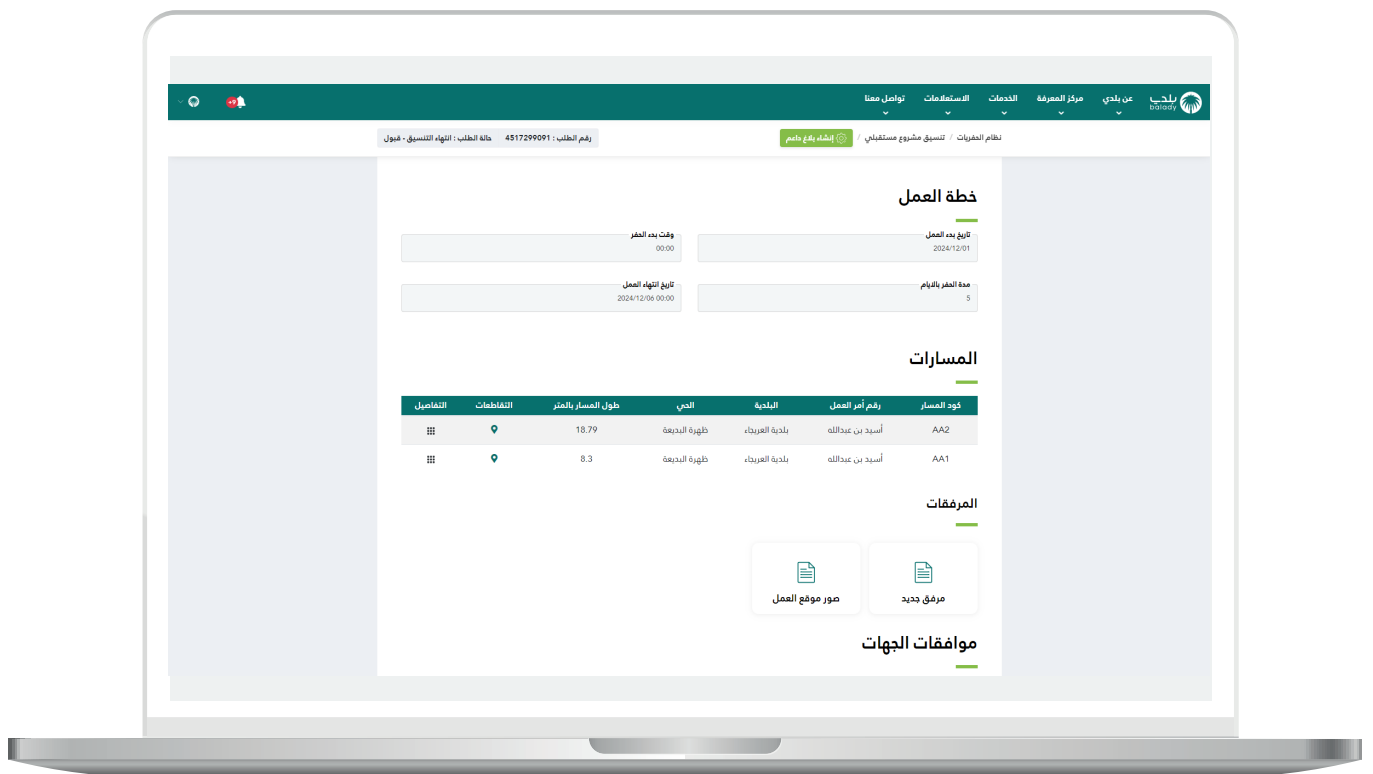 بلدي
balady
عن بلدي
مركز المعرفة
الخدمات
الاستعلامات
تواصل معنا
+9
نظام الحفريات / تنسيق مشروع مستقبلي / إنشاء بلاغ داعم
رقم الطلب : 4517299091 حالة الطلب : انتهاء التنسيق - قبول
خطة العمل
تاريخ بدء العمل
2024/12/01
وقت بدء الحفر
00:00
مدة الحفر بالايام
5
تاريخ انتهاء العمل
2024/12/06 00:00
المسارات
كود المسار رقم أمر العمل البلدية الحي طول المسار بالمتر التقاطعات التفاصيل
AA2 أسيد بن عبدالله بلدية العريجاء ظهرة البديعة 18.79
AA1 أسيد بن عبدالله بلدية العريجاء ظهرة البديعة 8.3
المرفقات
مرفق جديد
صور موقع العمل
موافقات الجهات